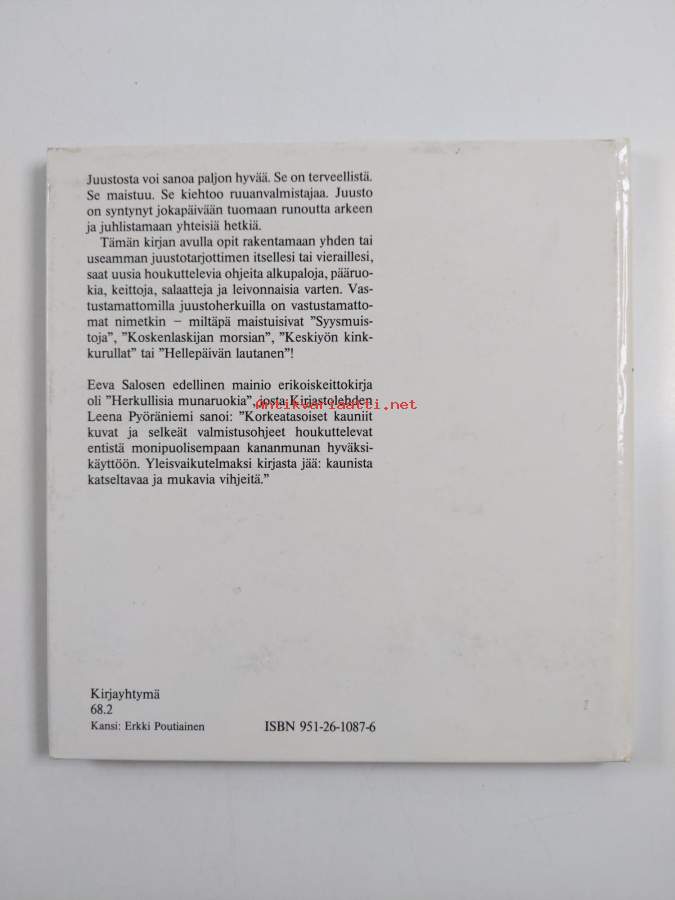 Juustosta voi sanoa paljon hyvää. Se on terveellistä.
Se maistuu. Se kiehtoo ruuanvalmistajaa. Juusto
on syntynyt jokapäivään tuomaan runoutta arkeen
ja juhlistamaan yhteisiä hetkiä.
Tämän kirjan avulla opit rakentamaan yhden tai
useamman juustotarjottimen itsellesi tai vieraillesi,
saat uusia houkuttelevia ohjeita alkupaloja, pääruo-
kia, keittoja, salaatteja ja leivonnaisia varten. Vas-
tustamattomilla juustoherkuilla on vastustamatto-
mat nimetkin – miltäpä maistuisivat ”Syysmuis-
toja”, ”Koskenlaskijan morsian”, ”Keskiyön kink-
kurullat” tai ”Hellepäivän lautanen”!
Eeva Salosen edellinen mainio erikoiskeittokirja
oli ”Herkullisia munaruokia”, josta Kirjastolehden
Antikvariaatti.net
Leena Pyöräniemi sanoi: ”Korkeatasoiset kauniit
kuvat ja selkeät valmistusohjeet houkuttelevat
entistä monipuolisempaan kananmunan hyväksi-
käyttöön. Yleisvaikutelmaksi kirjasta jää: kaunista
katseltavaa ja mukavia vihjeitä.”
Kirjayhtymä
68.2
Kansi: Erkki Poutiainen
ISBN 951-26-1087-6